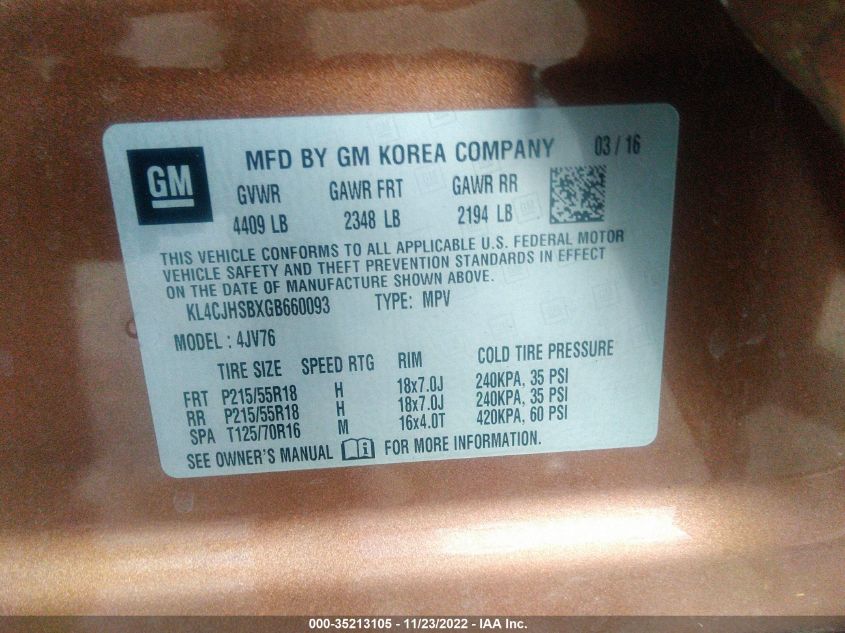 GM
MFD BY GM KOREA COMPANY 03 / 16
GVWR GAWR FRT GAWR RR
4409 LB 2348 LB 2194 LB
THIS VEHICLE CONFORMS TO ALL APPLICABLE U.S. FEDERAL MOTOR
VEHICLE SAFETY AND THEFT PREVENTION STANDARDS IN EFFECT
ON THE DATE OF MANUFACTURE SHOWN ABOVE.
KL4CJHSBXGB660093 TYPE: MPV
MODEL : 4JV76
TIRE SIZE SPEED RTG RIM COLD TIRE PRESSURE
FRT P215/55R18 H 18x7.0J 240KPA, 35 PSI
RR P215/55R18 H 18x7.0J 240KPA, 35 PSI
SPA T125/70R16 M 16x4.0T 420KPA, 60 PSI
SEE OWNER'S MANUAL FOR MORE INFORMATION.
000-35213105 - 11/23/2022 - IAA Inc.